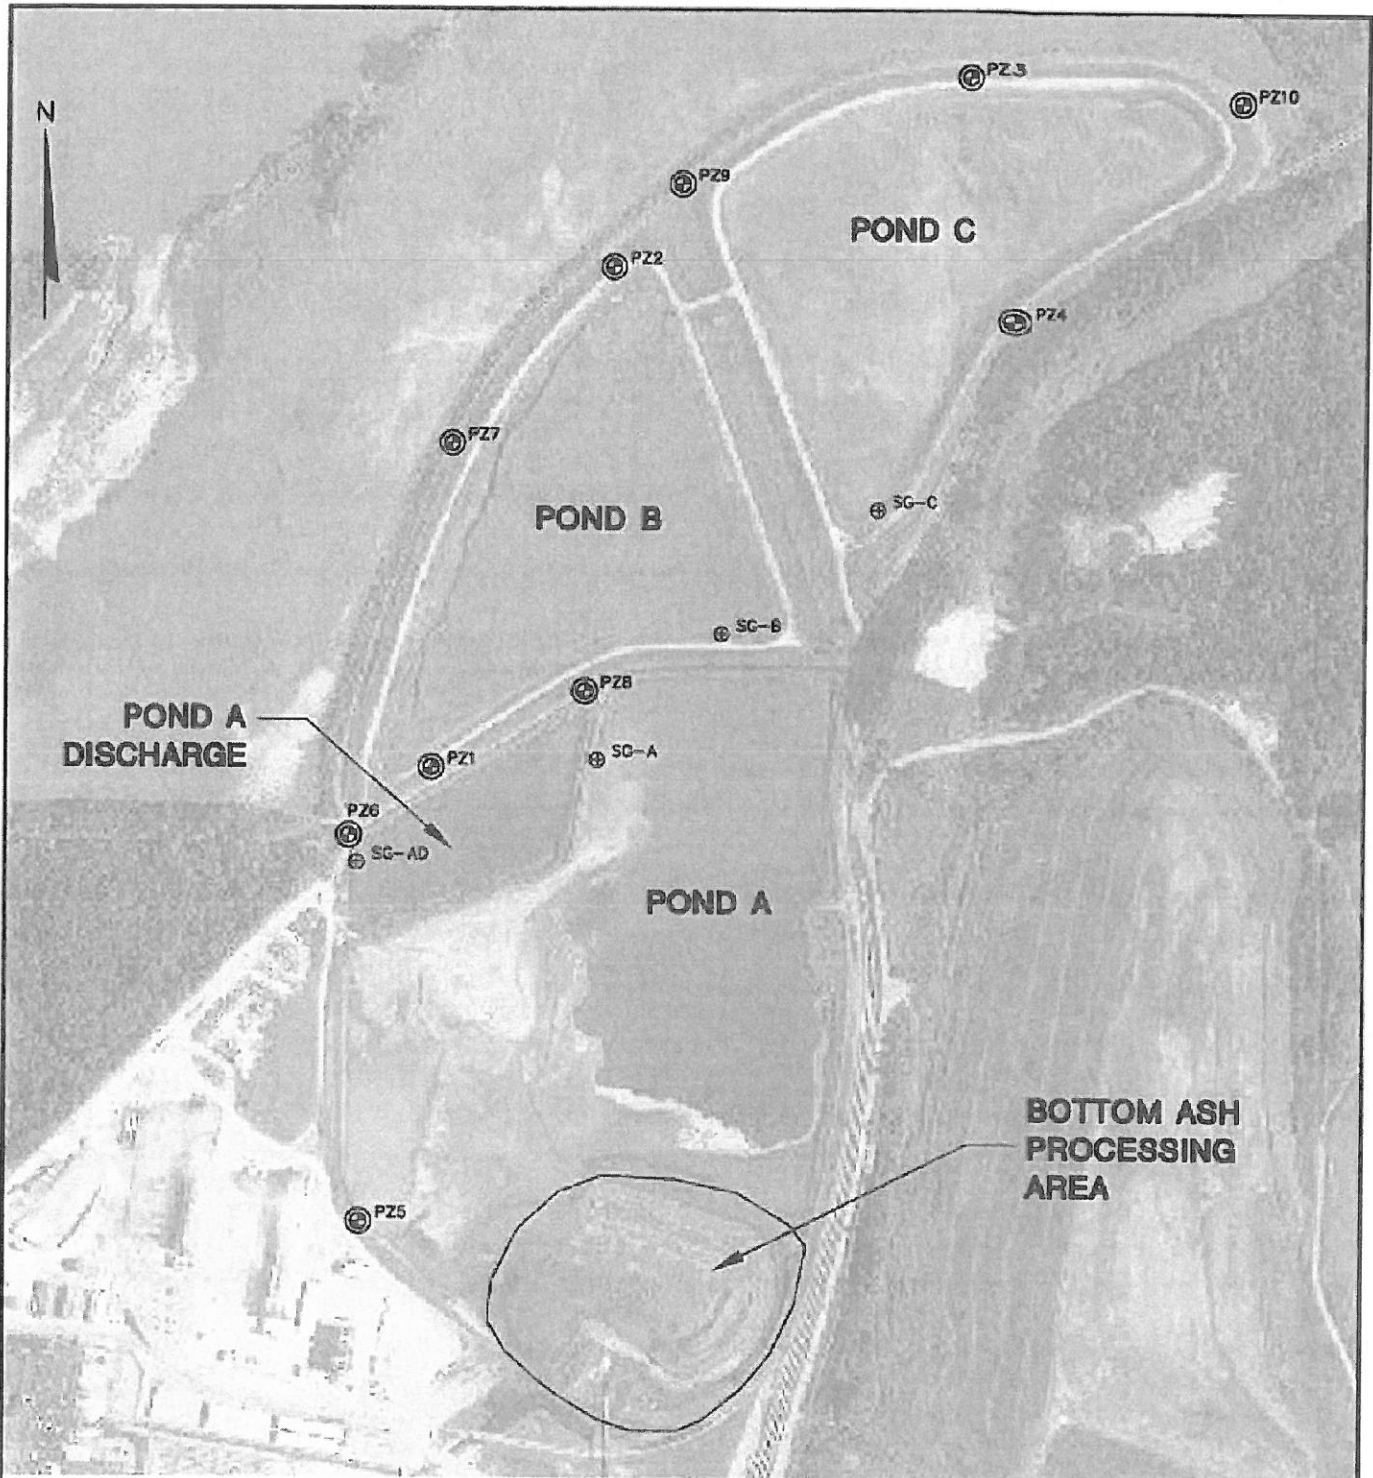 N
PZ3
PZ10
PZ9
POND C
PZ2
PZ4
PZ7
SG-C
POND B
SG-B
PZ8
POND A
DISCHARGE
SG-A
PZ1
PZ6
SG-AD
POND A
BOTTOM ASH
PROCESSING
AREA
PZ5